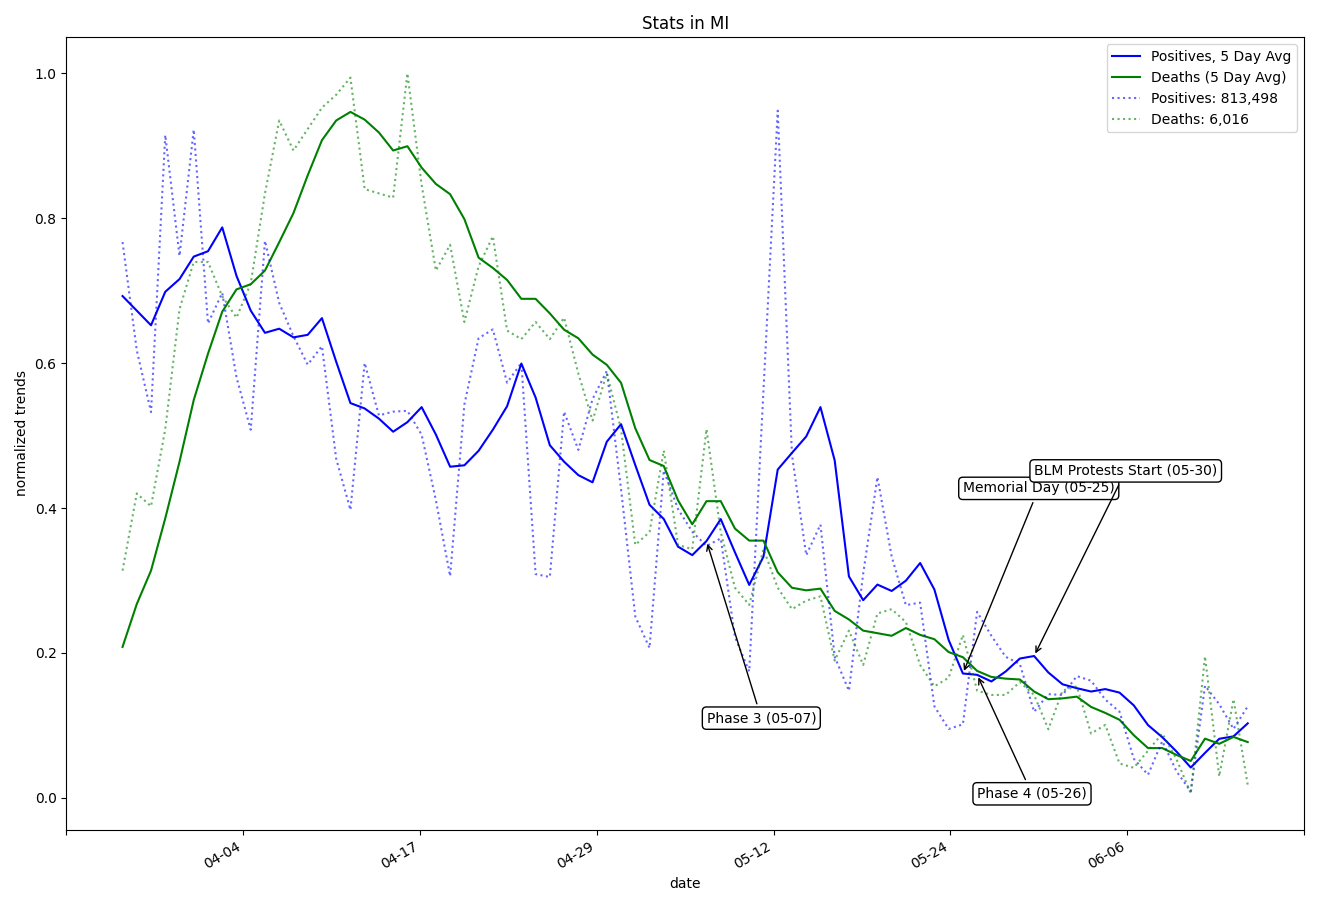 Stats in MI
Positives, 5 Day Avg
Deaths (5 Day Avg)
Positives: 813,498
Deaths: 6,016
1.0
0.8
0.6
0.4
0.2
0.0
normalized trends
BLM Protests Start (05-30)
Memorial Day (05-25)
Phase 3 (05-07)
Phase 4 (05-26)
04-04
04-17
04-29
05-12
05-24
06-06
date